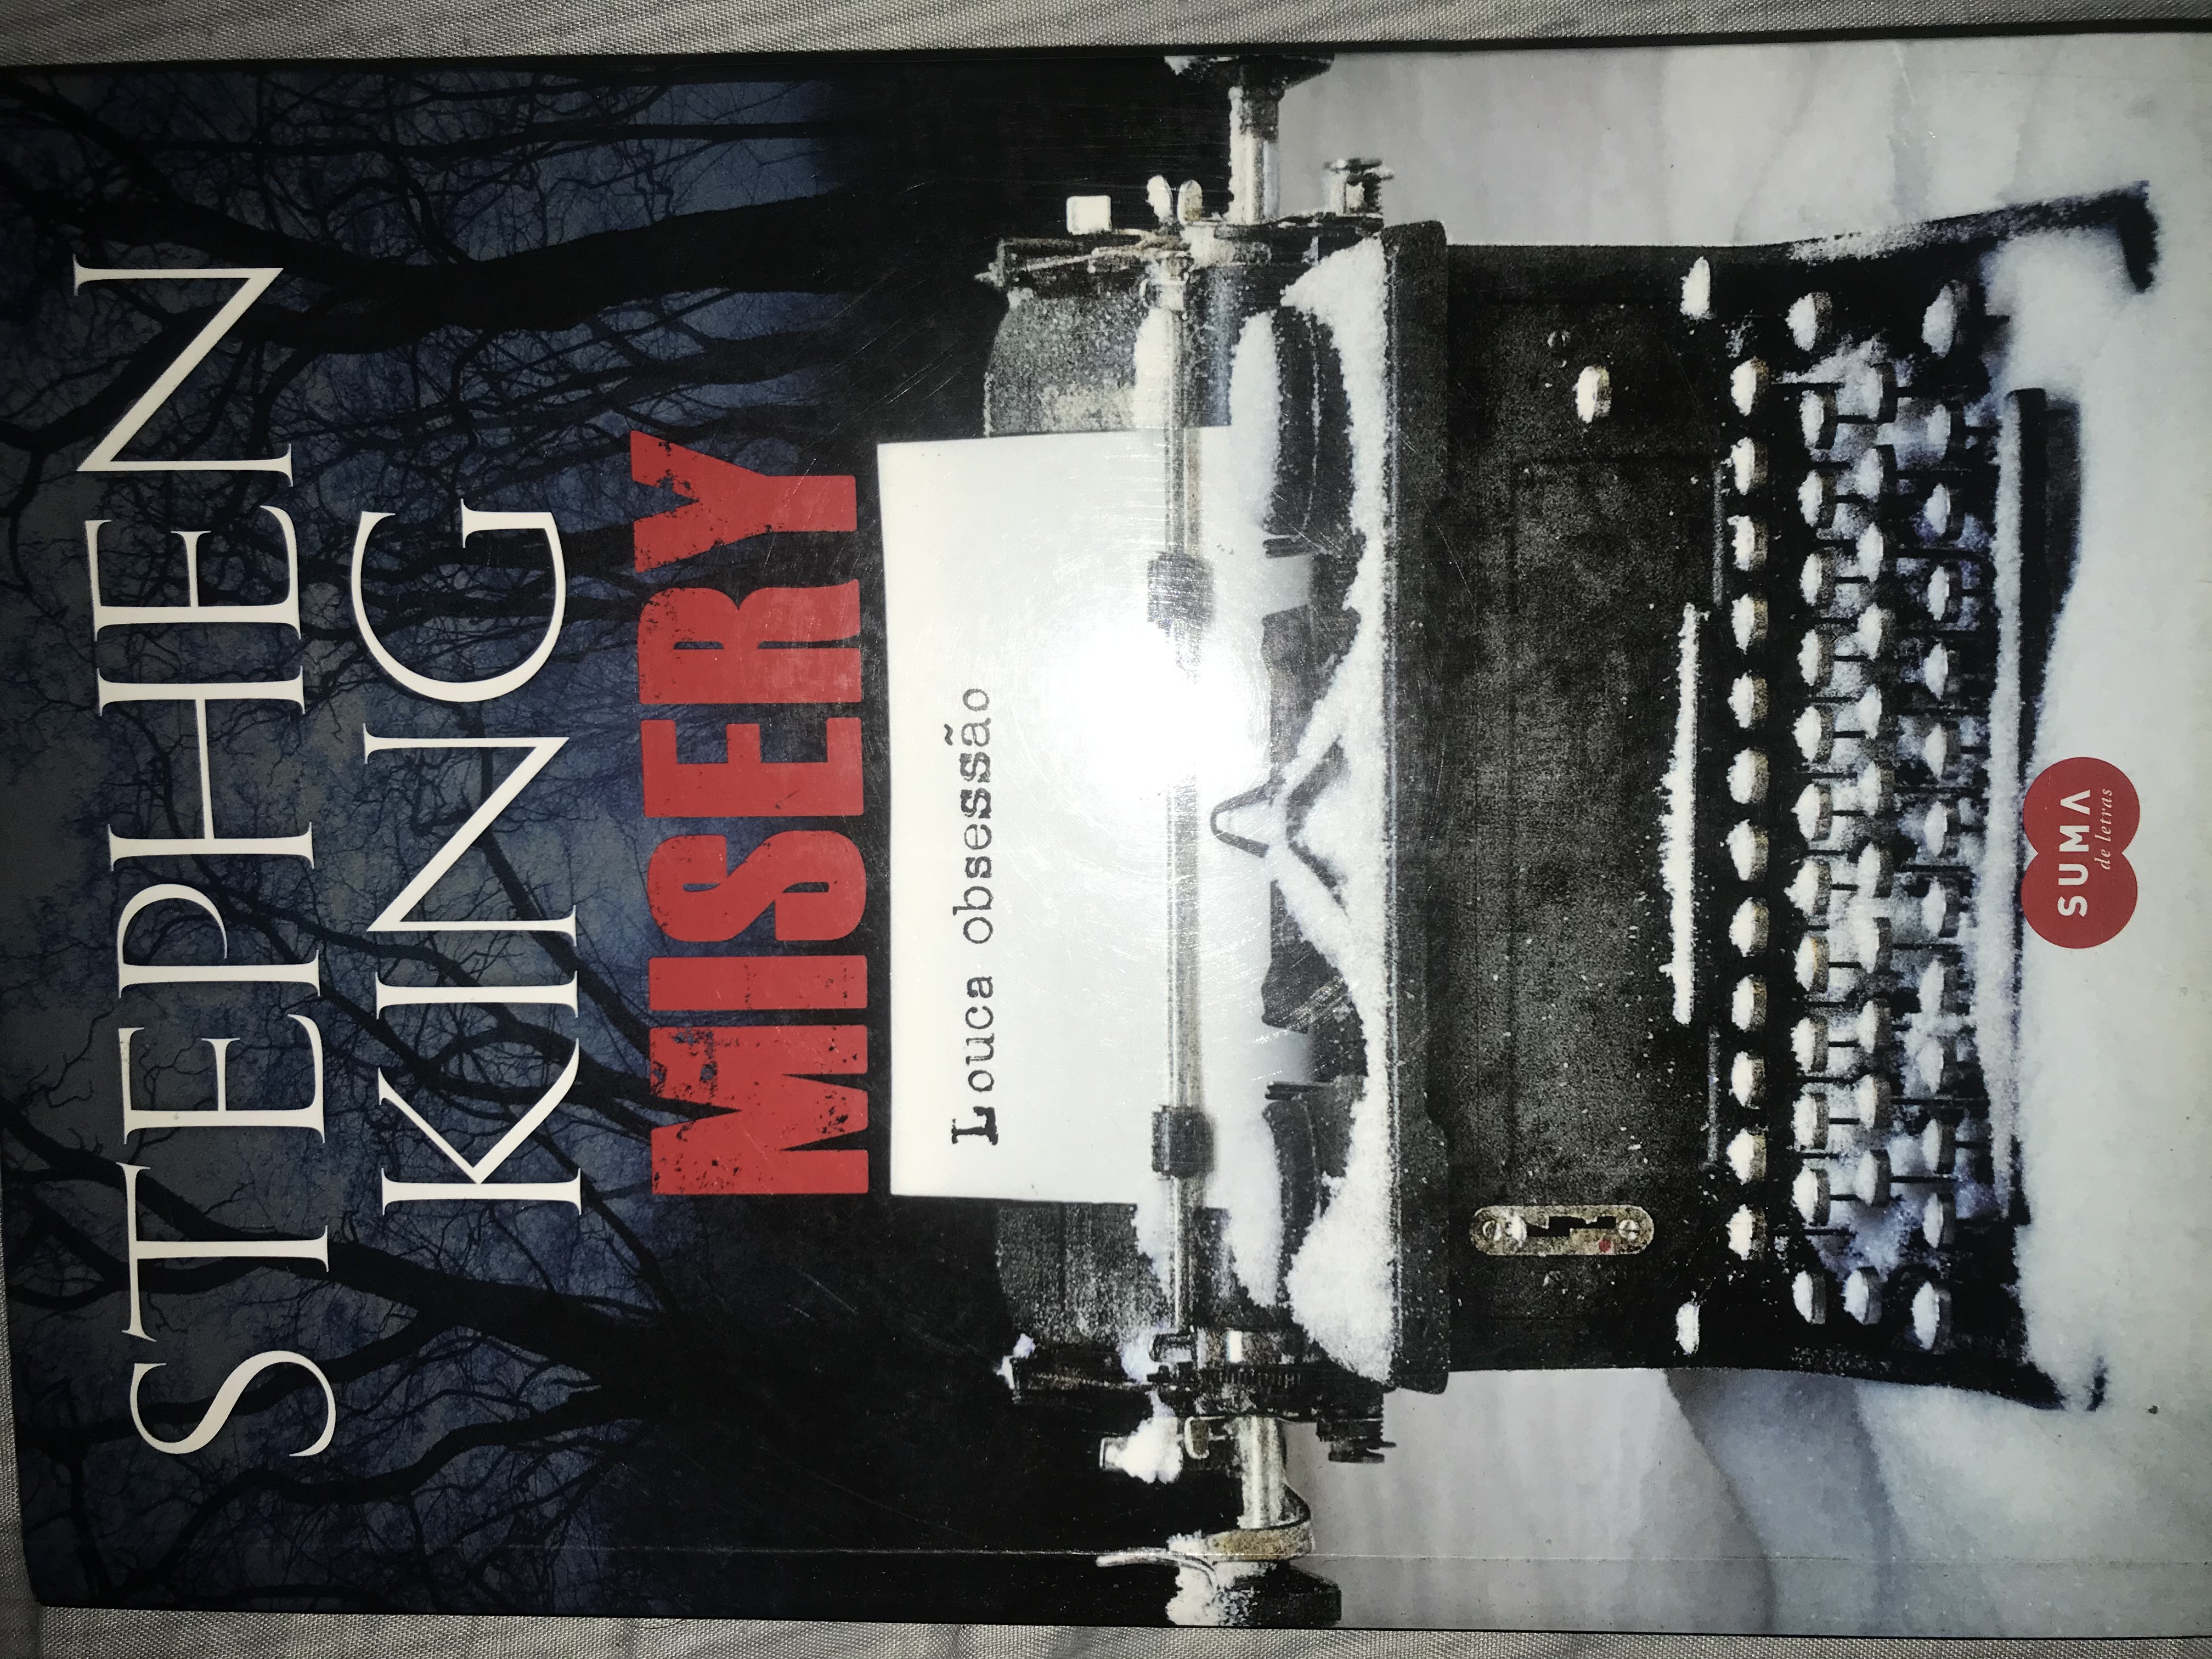 STEPHEN
KING
MISERY
Louca obsessão
SUMA
de letras